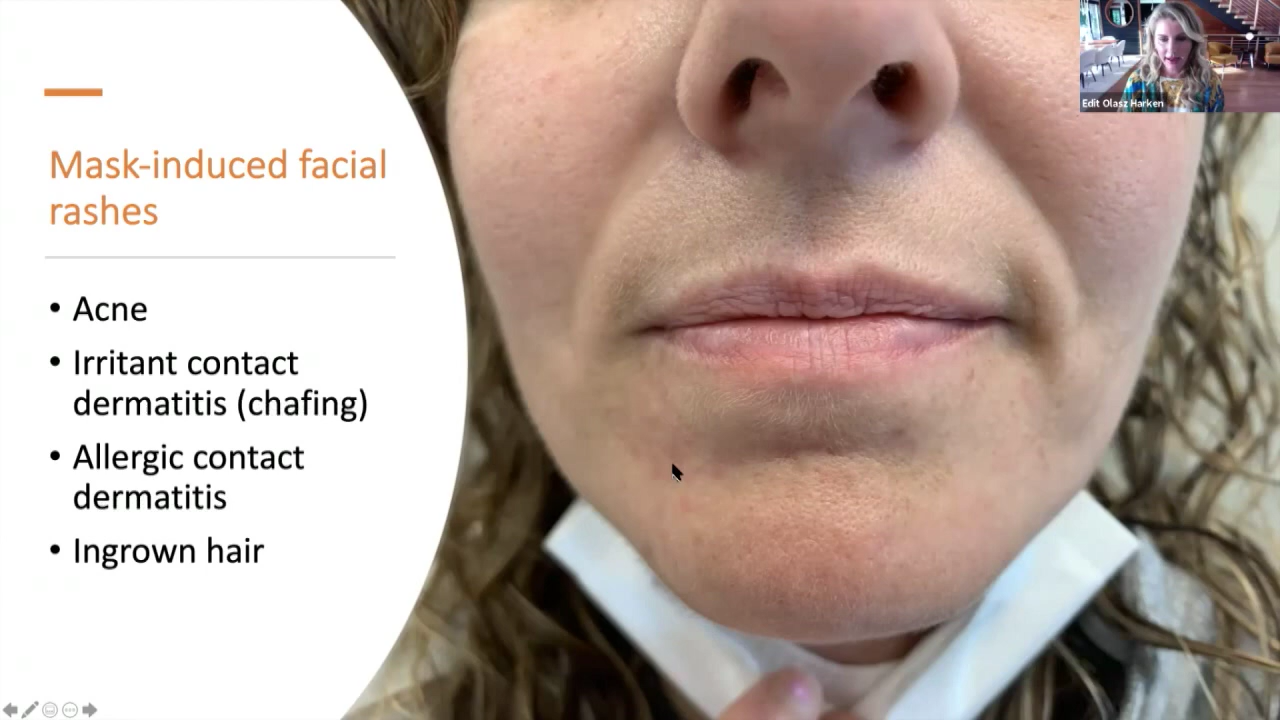 Mask-induced facial
rashes
• Acne
• Irritant contact
dermatitis (chafing)
• Allergic contact
dermatitis
• Ingrown hair
Edit Olasz Harken